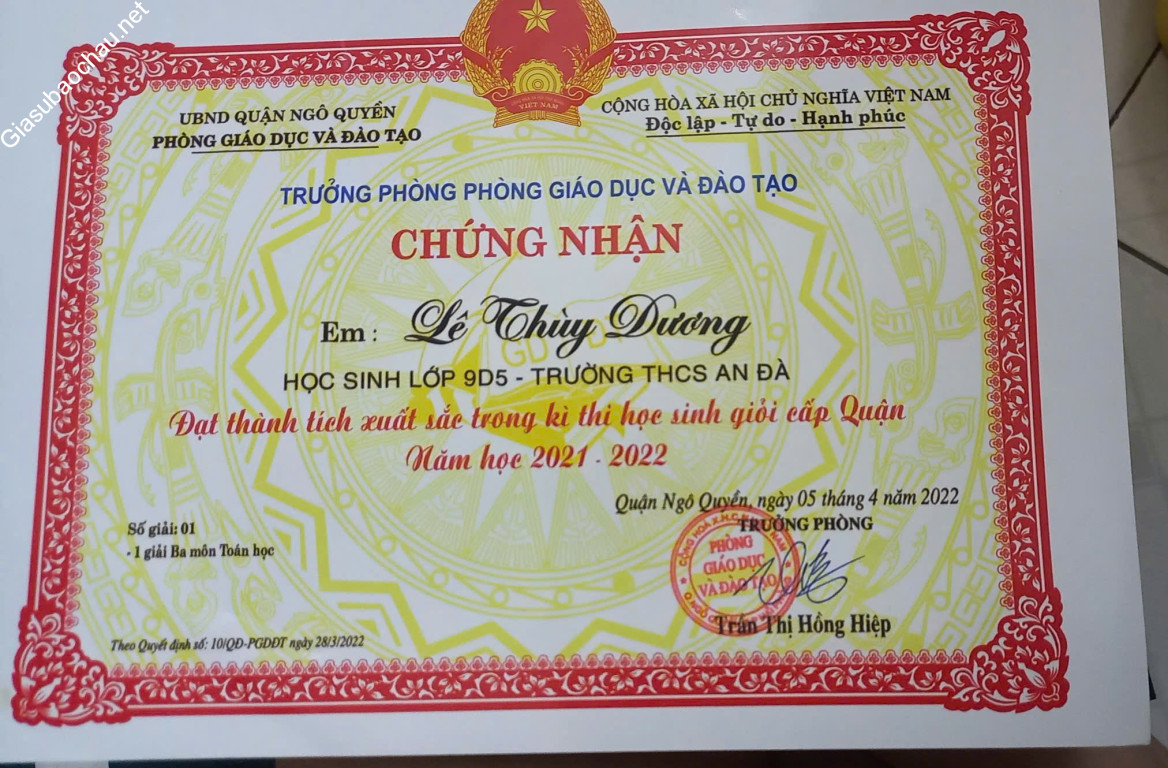 Giasubaochau.net
VIỆT NAM
UBND QUẬN NGÔ QUYỀN
PHÒNG GIÁO DỤC VÀ ĐÀO TẠO
CỘNG HÒA XÃ HỘI CHỦ NGHĨA VIỆT NAM
Độc lập - Tự do - Hạnh phúc
TRƯỞNG PHÒNG PHÒNG GIÁO DỤC VÀ ĐÀO TẠO
CHỨNG NHẬN
Em : Lê Thùy Dương
HỌC SINH LỚP 9D5 - TRƯỜNG THCS AN ĐÀ
Đạt thành tích xuất sắc trong kì thi học sinh giỏi cấp Quận
Năm học 2021 - 2022
Quận Ngô Quyền, ngày 05 tháng 4 năm 2022
TRƯỞNG PHÒNG
Số giải: 01
- 1 giải Ba môn Toán học
PHÒNG
GIÁO DỤC
VÀ ĐÀO TẠO
Trần Thị Hồng Hiệp
Theo Quyết định số: 10/QĐ-PGDĐT ngày 28/3/2022